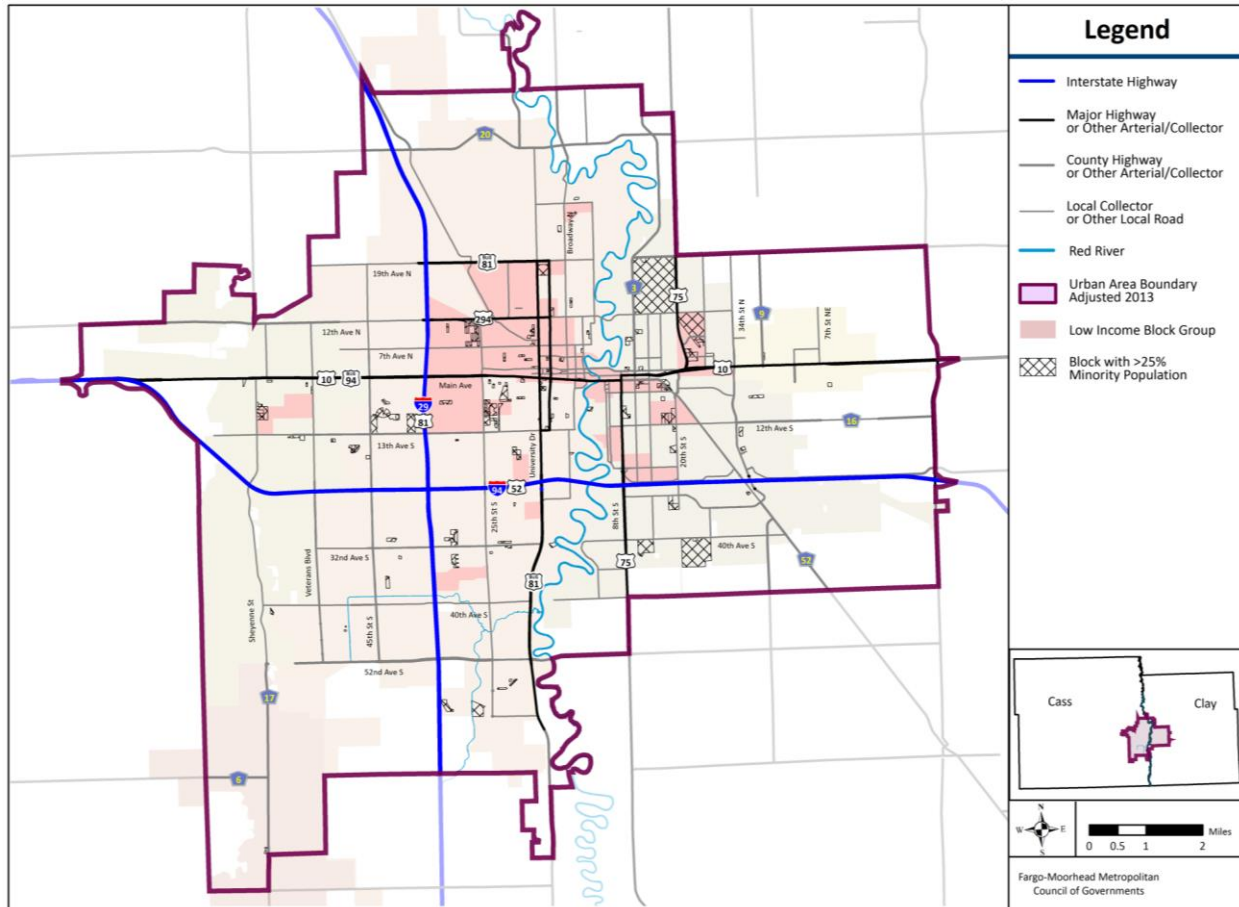 20
Broadway N
19th Ave N
BUS
81
3
75
34th St N
9
7th St NE
12th Ave N
294
7th Ave N
10
BUS
94
Main Ave
10
29
81
13th Ave S
University Dr
20th St S
12th Ave S
16
94
52
25th St S
8th St S
Veterans Blvd
32nd Ave S
40th Ave S
75
52
BUS
81
Sheyenne St
45th St S
40th Ave S
52nd Ave S
17
6
Legend
Interstate Highway
Major Highway
or Other Arterial/Collector
County Highway
or Other Arterial/Collector
Local Collector
or Other Local Road
Red River
Urban Area Boundary
Adjusted 2013
Low Income Block Group
Block with >25%
Minority Population
Cass
Clay
N
W
E
S
Miles
0 0.5 1 2
Fargo-Moorhead Metropolitan
Council of Governments